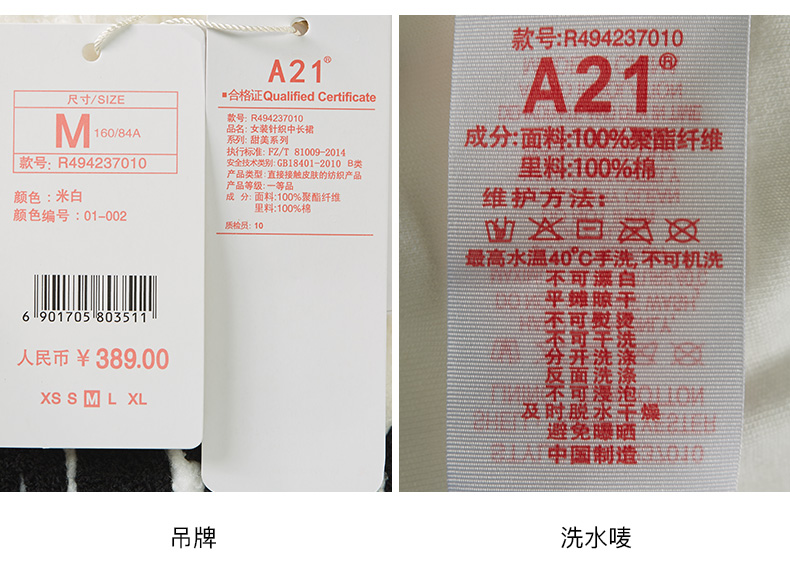 尺寸/SIZE
M 160/84A
款号: R494237010
颜色 : 米白
颜色编号 : 01-002
6 901705 803511
人民币 ¥ 389.00
XS S M L XL
A21®
■合格证Qualified Certificate
款号: R494237010
品名: 女装针织中长裙
系列: 甜美系列
执行标准: FZ/T 81009-2014
安全技术类别: GB18401-2010 B类
产品类型: 直接接触皮肤的纺织产品
产品等级: 一等品
成 分: 面料:100%聚酯纤维
里料:100%棉
质检员: 10
款号:R494237010
A21®
成分:面料:100%聚酯纤维
里料:100%棉
维护方法:
最高水温40°C手洗,不可机洗
不可漂白
平摊晾干
不可熨烫
不可干洗
分开洗涤
反面洗涤
不可浸泡
及时脱水干燥
避免曝晒
中国制造
吊牌
洗水唛